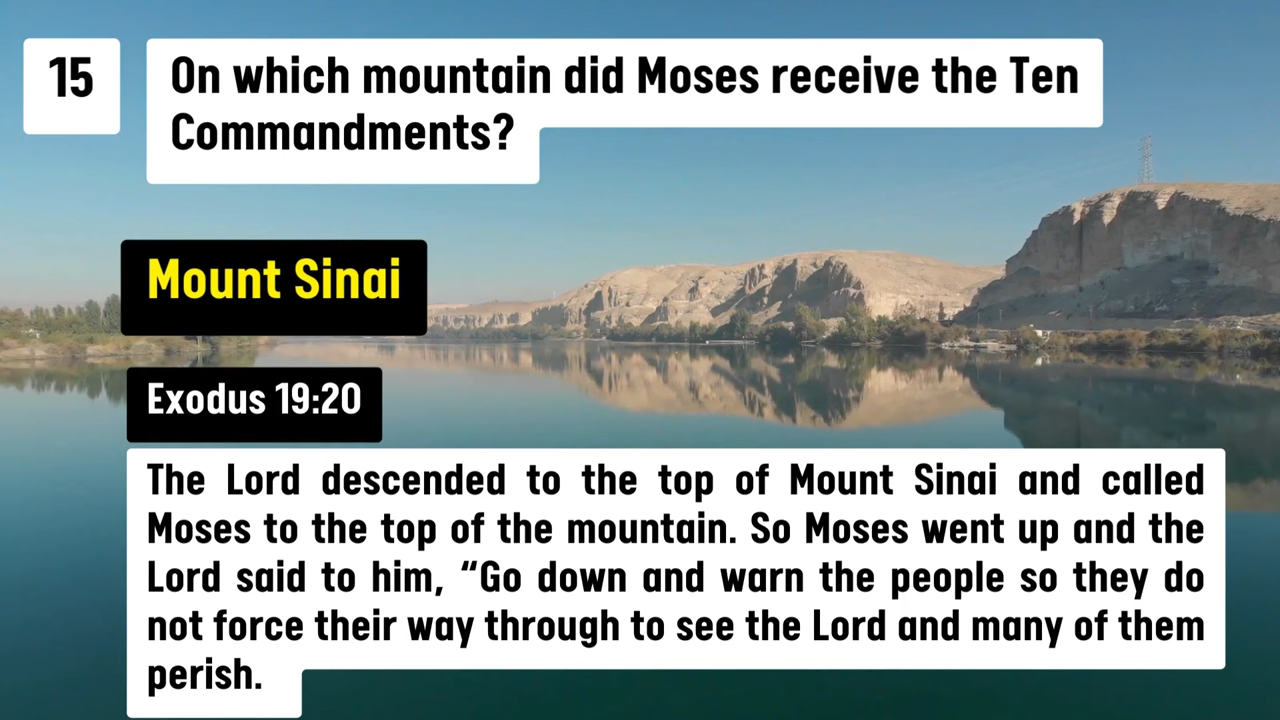 15
On which mountain did Moses receive the Ten
Commandments?
Mount Sinai
Exodus 19:20
The Lord descended to the top of Mount Sinai and called
Moses to the top of the mountain. So Moses went up and the
Lord said to him, “Go down and warn the people so they do
not force their way through to see the Lord and many of them
perish.